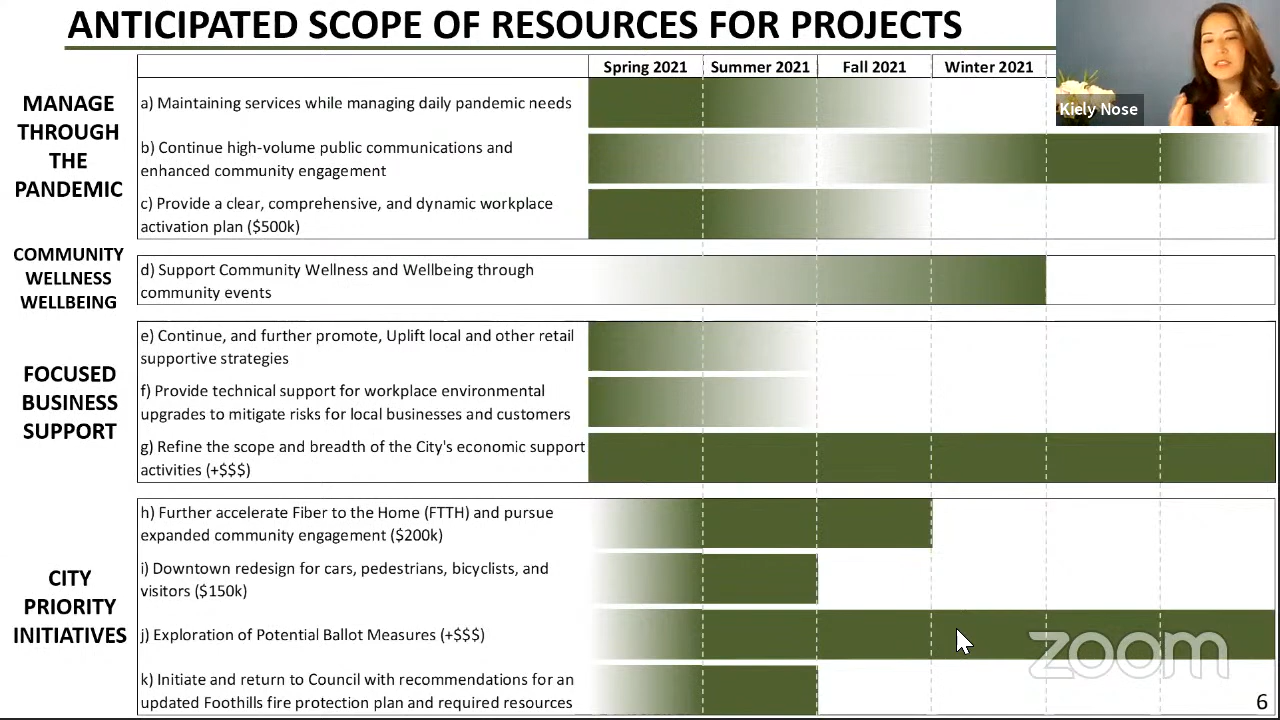 ANTICIPATED SCOPE OF RESOURCES FOR PROJECTS
Kiely Nose
Spring 2021 Summer 2021 Fall 2021 Winter 2021
MANAGE
THROUGH
THE
PANDEMIC
a) Maintaining services while managing daily pandemic needs
b) Continue high-volume public communications and
enhanced community engagement
c) Provide a clear, comprehensive, and dynamic workplace
activation plan ($500k)
COMMUNITY
WELLNESS
WELLBEING
d) Support Community Wellness and Wellbeing through
community events
FOCUSED
BUSINESS
SUPPORT
e) Continue, and further promote, Uplift local and other retail
supportive strategies
f) Provide technical support for workplace environmental
upgrades to mitigate risks for local businesses and customers
g) Refine the scope and breadth of the City's economic support
activities (+$$$)
CITY
PRIORITY
INITIATIVES
h) Further accelerate Fiber to the Home (FTTH) and pursue
expanded community engagement ($200k)
i) Downtown redesign for cars, pedestrians, bicyclists, and
visitors ($150k)
j) Exploration of Potential Ballot Measures (+$$$)
k) Initiate and return to Council with recommendations for an
updated Foothills fire protection plan and required resources
zoom
6